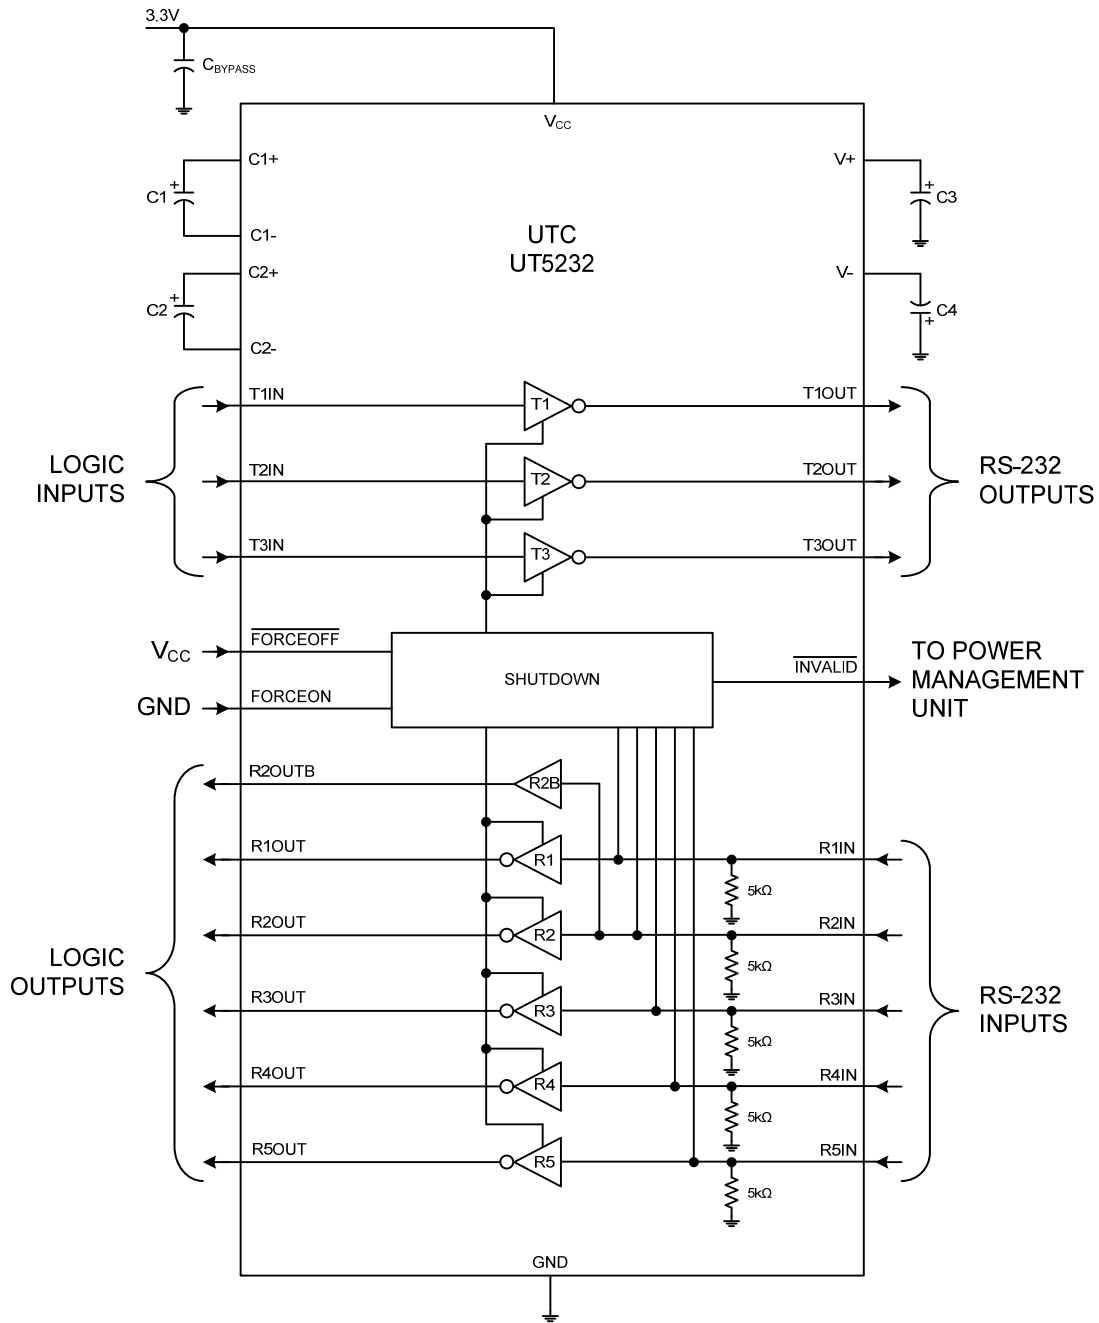 3.3V
CBYPASS
VCC
C1+
V+
C1
C3
C1-
UTC
UT5232
C2+
V-
C2
C4
C2-
T1IN
T1
T1OUT
LOGIC
INPUTS
T2IN
T2
T2OUT
RS-232
OUTPUTS
T3IN
T3
T3OUT
VCC
FORCEOFF
SHUTDOWN
INVALID
TO POWER
MANAGEMENT
UNIT
GND
FORCEON
R2OUTB
R2B
R1OUT
R1
R1IN
5kΩ
R2OUT
R2
R2IN
5kΩ
LOGIC
OUTPUTS
R3OUT
R3
R3IN
5kΩ
RS-232
INPUTS
R4OUT
R4
R4IN
5kΩ
R5OUT
R5
R5IN
5kΩ
GND
+
+
+
+